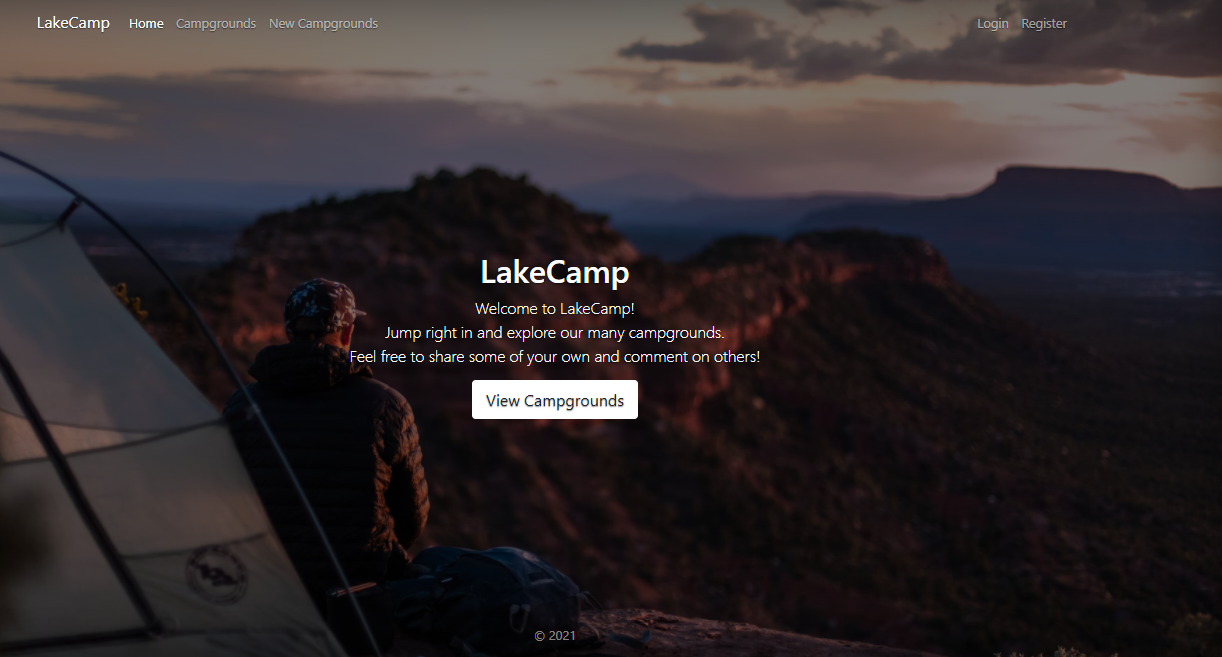 LakeCamp Home Campgrounds New Campgrounds Login Register
LakeCamp
Welcome to LakeCamp!
Jump right in and explore our many campgrounds.
Feel free to share some of your own and comment on others!
View Campgrounds
© 2021